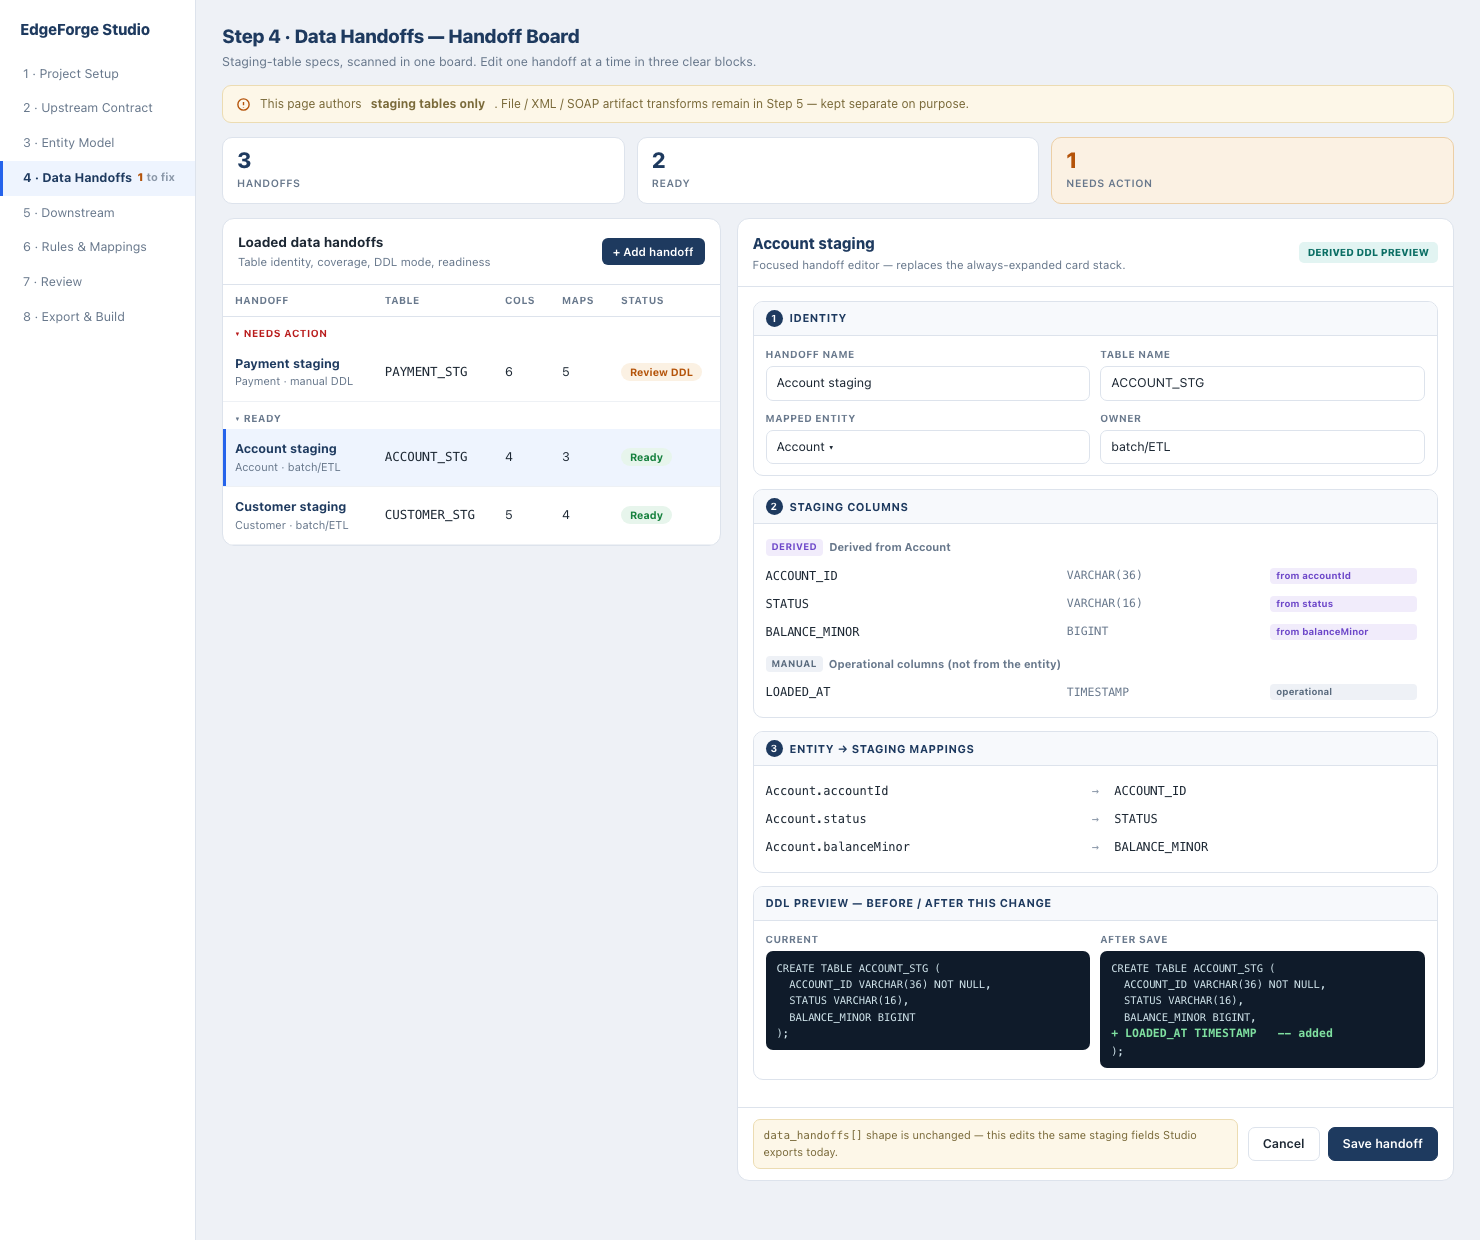 EdgeForge Studio
1 · Project Setup
2 · Upstream Contract
3 · Entity Model
4 · Data Handoffs 1 to fix
5 · Downstream
6 · Rules & Mappings
7 · Review
8 · Export & Build
Step 4 · Data Handoffs — Handoff Board
Staging-table specs, scanned in one board. Edit one handoff at a time in three clear blocks.
This page authors staging tables only . File / XML / SOAP artifact transforms remain in Step 5 — kept separate on purpose.
3
HANDOFFS
2
READY
1
NEEDS ACTION
Loaded data handoffs
Table identity, coverage, DDL mode, readiness
+ Add handoff
HANDOFF TABLE COLS MAPS STATUS
▾ NEEDS ACTION
Payment staging
Payment · manual DDL
PAYMENT_STG 6 5 Review DDL
▾ READY
Account staging
Account · batch/ETL
ACCOUNT_STG 4 3 Ready
Customer staging
Customer · batch/ETL
CUSTOMER_STG 5 4 Ready
Account staging
Focused handoff editor — replaces the always-expanded card stack.
DERIVED DDL PREVIEW
1 IDENTITY
HANDOFF NAME TABLE NAME
Account staging ACCOUNT_STG
MAPPED ENTITY OWNER
Account ▾ batch/ETL
2 STAGING COLUMNS
DERIVED Derived from Account
ACCOUNT_ID VARCHAR(36) from accountId
STATUS VARCHAR(16) from status
BALANCE_MINOR BIGINT from balanceMinor
MANUAL Operational columns (not from the entity)
LOADED_AT TIMESTAMP operational
3 ENTITY → STAGING MAPPINGS
Account.accountId → ACCOUNT_ID
Account.status → STATUS
Account.balanceMinor → BALANCE_MINOR
DDL PREVIEW — BEFORE / AFTER THIS CHANGE
CURRENT
CREATE TABLE ACCOUNT_STG (
ACCOUNT_ID VARCHAR(36) NOT NULL,
STATUS VARCHAR(16),
BALANCE_MINOR BIGINT
);
AFTER SAVE
CREATE TABLE ACCOUNT_STG (
ACCOUNT_ID VARCHAR(36) NOT NULL,
STATUS VARCHAR(16),
BALANCE_MINOR BIGINT,
+ LOADED_AT TIMESTAMP -- added
);
data_handoffs[] shape is unchanged — this edits the same staging fields Studio
exports today.
Cancel
Save handoff